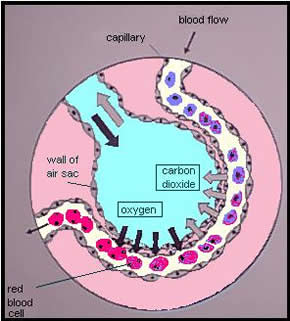 blood flow
capillary
wall of
air sac
carbon
dioxide
oxygen
red
blood
cell